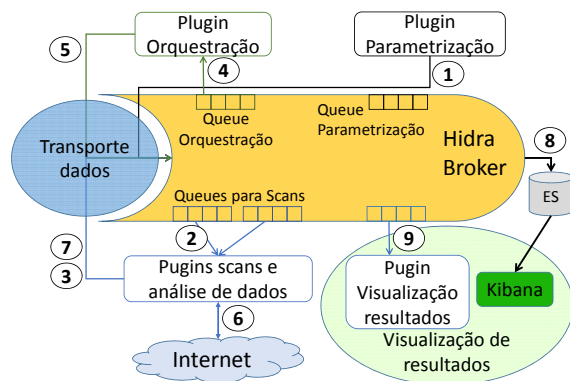 5
Plugin
Orquestração
Plugin
Parametrização
4
1
Queue
Orquestração
Queue
Parametrização
Hidra
Broker
Transporte
dados
8
Queues para Scans
ES
7
3
2
9
Pugins scans e
análise de dados
Pugin
Visualização
resultados
Kibana
6
Internet
Visualização de
resultados